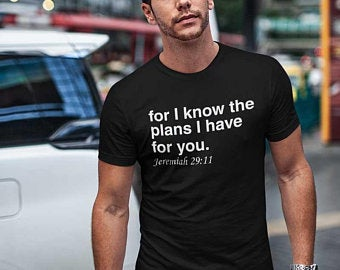 for I know the
plans I have
for you.
Jeremiah 29:11